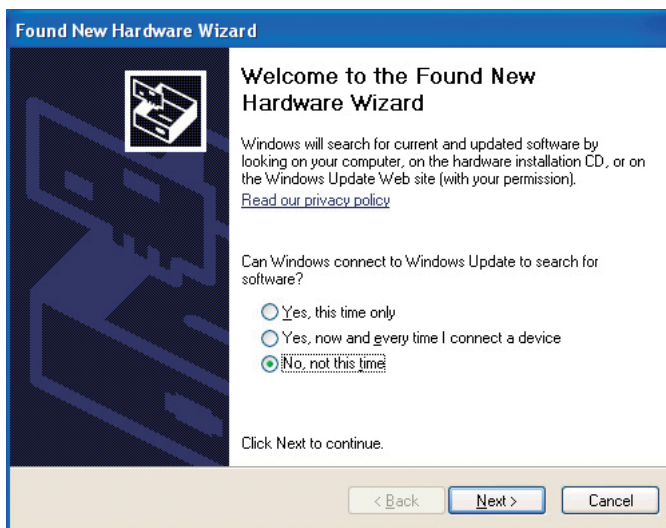 Found New Hardware Wizard
Welcome to the Found New
Hardware Wizard
Windows will search for current and updated software by
looking on your computer, on the hardware installation CD, or on
the Windows Update Web site (with your permission).
Read our privacy policy
Can Windows connect to Windows Update to search for
software?
Yes, this time only
Yes, now and every time I connect a device
No, not this time
Click Next to continue.
< Back Next > Cancel